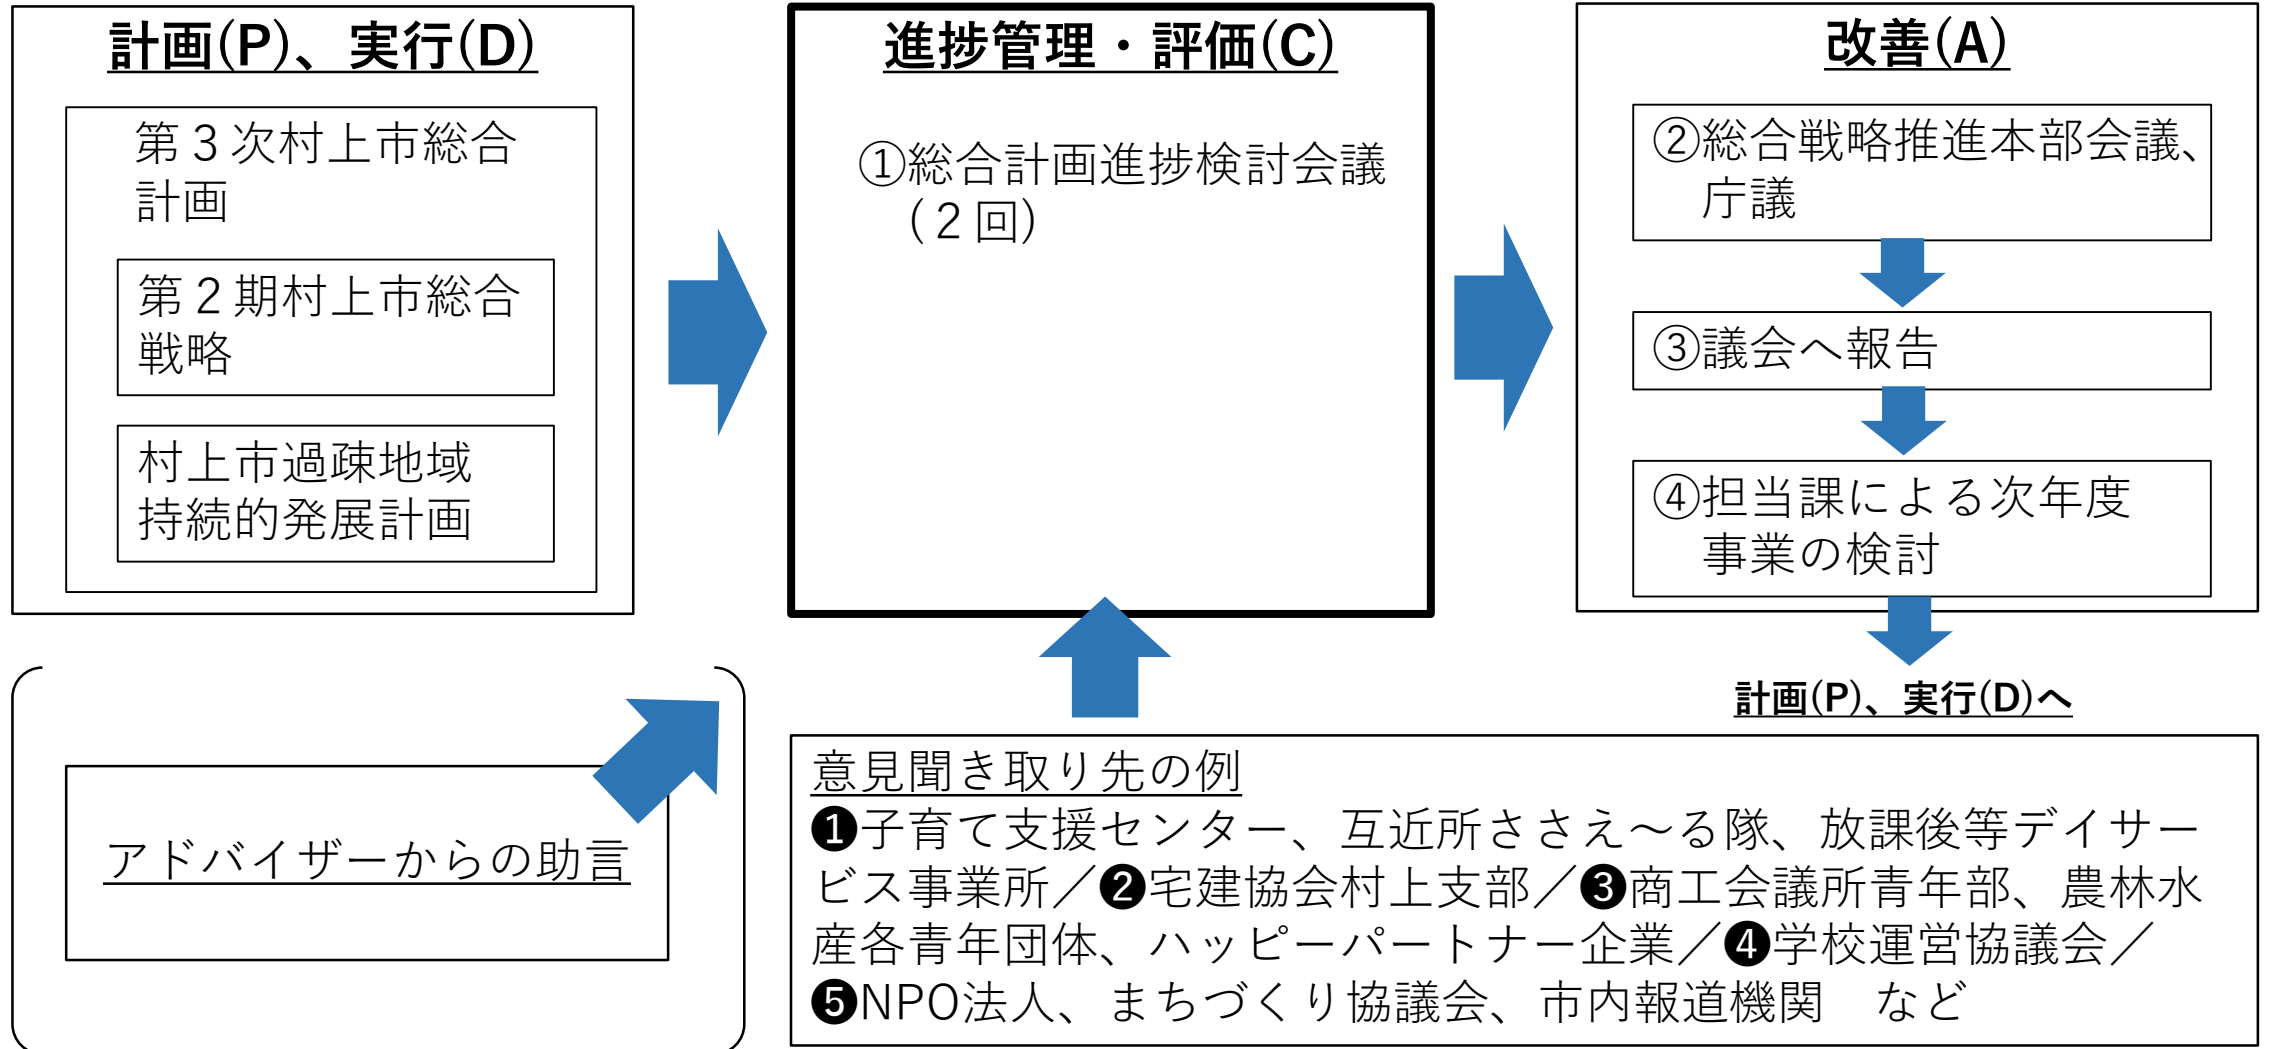 計画(P)、実行(D)
第３次村上市総合
計画
第２期村上市総合
戦略
村上市過疎地域
持続的発展計画
進捗管理・評価(C)
①総合計画進捗検討会議
(２回)
改善(A)
②総合戦略推進本部会議、
庁議
③議会へ報告
④担当課による次年度
事業の検討
計画(P)、実行(D)へ
アドバイザーからの助言
意見聞き取り先の例
❶子育て支援センター、互近所ささえ～る隊、放課後等デイサー
ビス事業所／❷宅建協会村上支部／❸商工会議所青年部、農林水
産各青年団体、ハッピーパートナー企業／❹学校運営協議会／
❺NPO法人、まちづくり協議会、市内報道機関　など